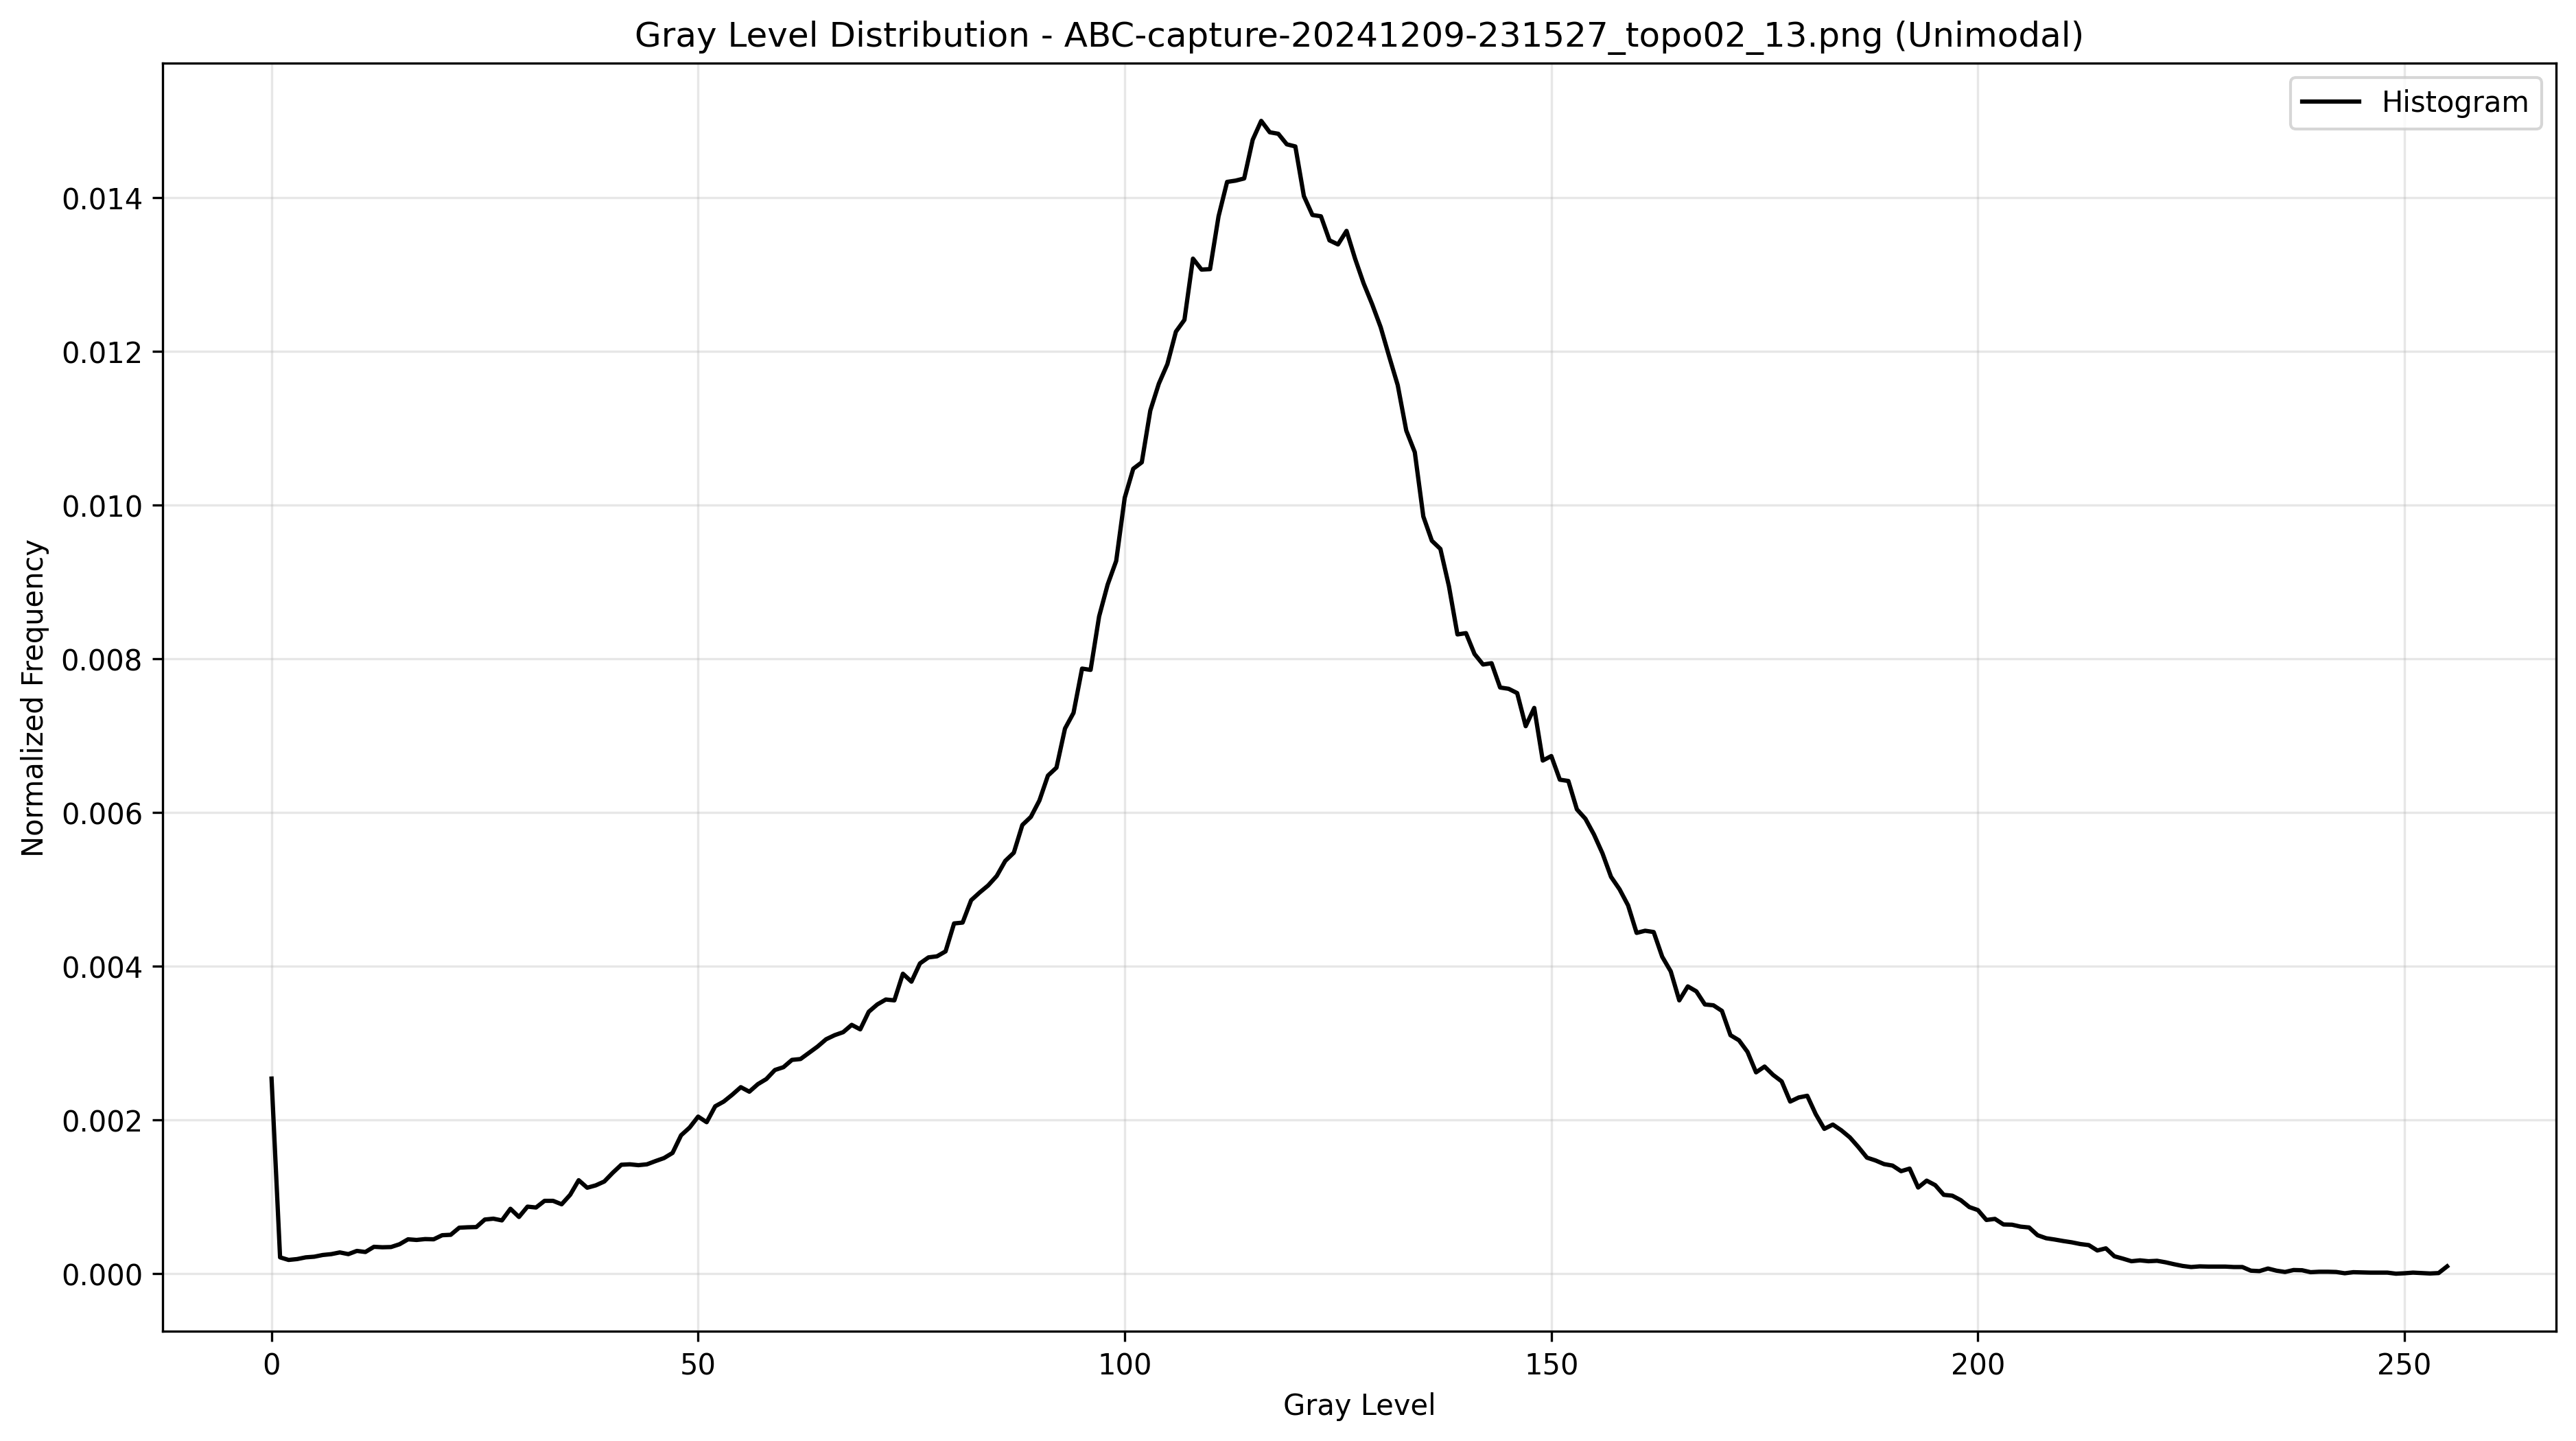 Gray Level Distribution - ABC-capture-20241209-231527_topo02_13.png (Unimodal)
Histogram
0.014
0.012
0.010
0.008
0.006
0.004
0.002
0.000
Normalized Frequency
0 50 100 150 200 250
Gray Level